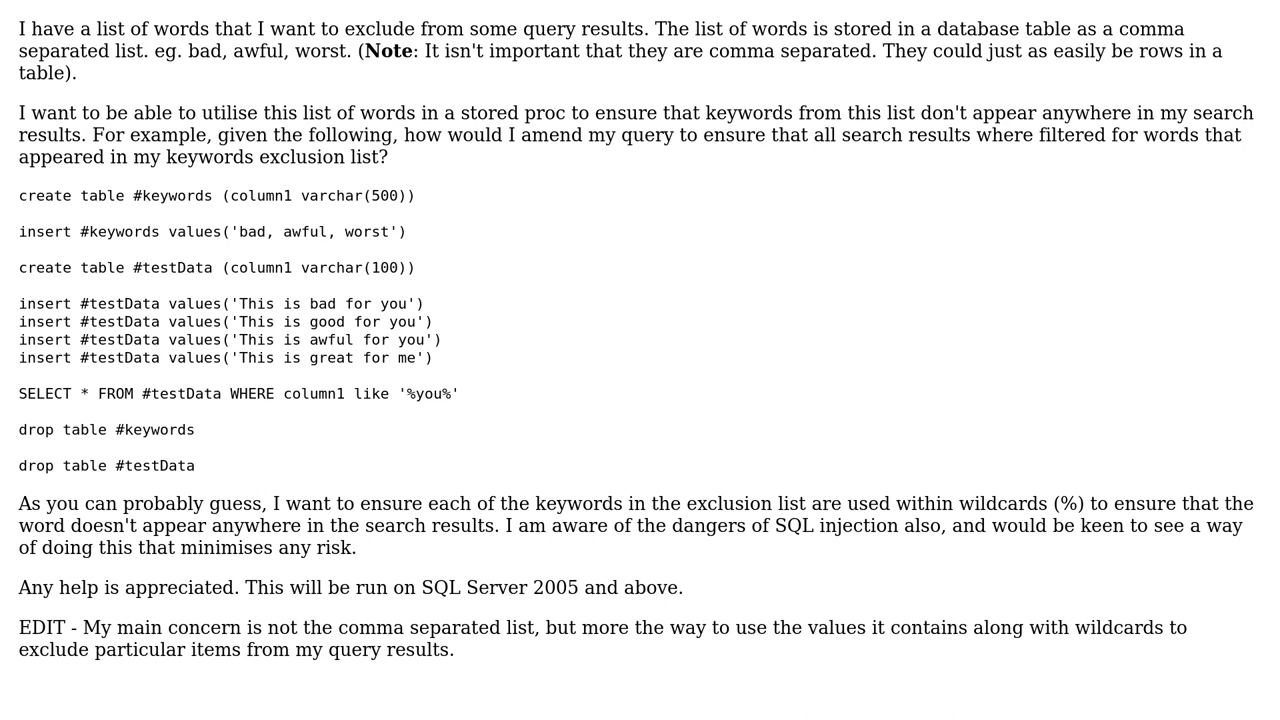 I have a list of words that I want to exclude from some query results. The list of words is stored in a database table as a comma
separated list. eg. bad, awful, worst. (Note: It isn't important that they are comma separated. They could just as easily be rows in a
table).
I want to be able to utilise this list of words in a stored proc to ensure that keywords from this list don't appear anywhere in my search
results. For example, given the following, how would I amend my query to ensure that all search results where filtered for words that
appeared in my keywords exclusion list?
create table #keywords (column1 varchar(500))
insert #keywords values('bad, awful, worst')
create table #testData (column1 varchar(100))
insert #testData values('This is bad for you')
insert #testData values('This is good for you')
insert #testData values('This is awful for you')
insert #testData values('This is great for me')
SELECT * FROM #testData WHERE column1 like '%you%'
drop table #keywords
drop table #testData
As you can probably guess, I want to ensure each of the keywords in the exclusion list are used within wildcards (%) to ensure that the
word doesn't appear anywhere in the search results. I am aware of the dangers of SQL injection also, and would be keen to see a way
of doing this that minimises any risk.
Any help is appreciated. This will be run on SQL Server 2005 and above.
EDIT - My main concern is not the comma separated list, but more the way to use the values it contains along with wildcards to
exclude particular items from my query results.